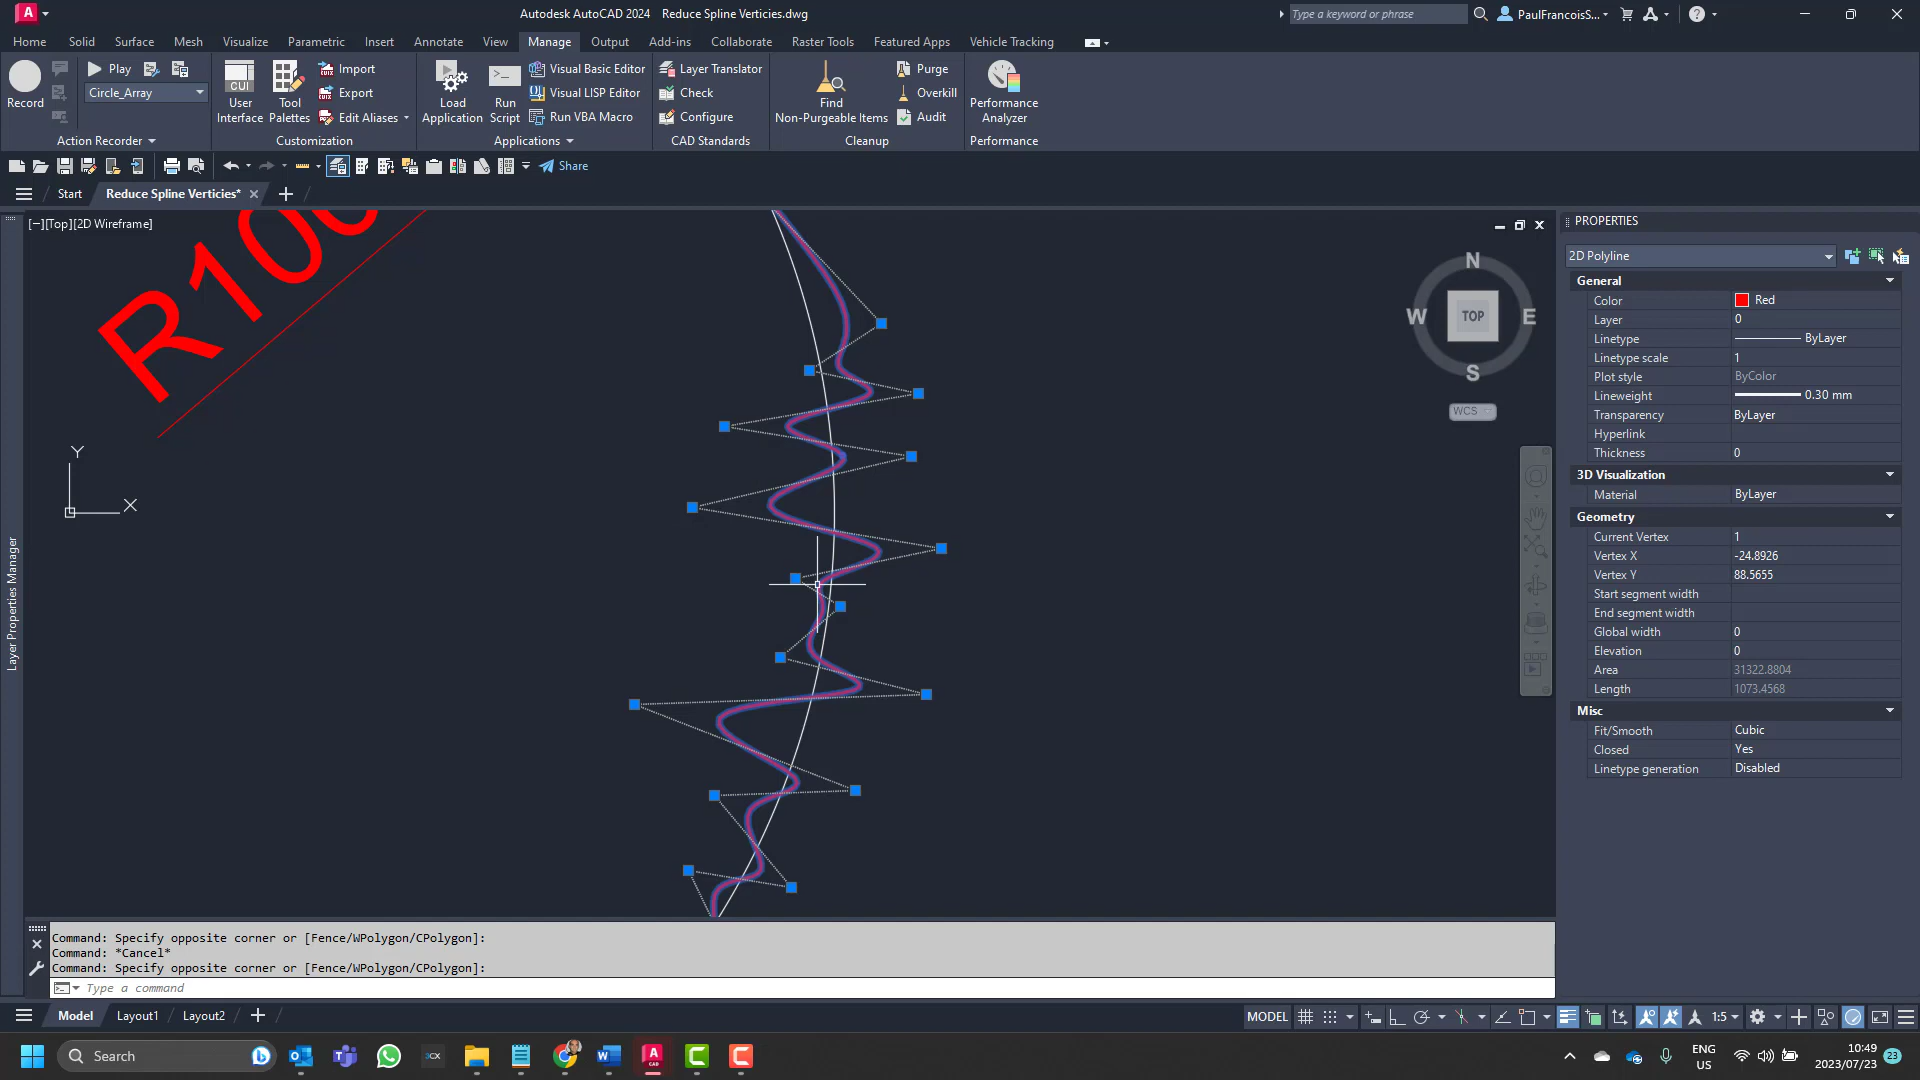 Autodesk AutoCAD 2024 Reduce Spline Verticies.dwg
Type a keyword or phrase
PaulFrancoisS...
Home Solid Surface Mesh Visualize Parametric Insert Annotate View Manage Output Add-ins Collaborate Raster Tools Featured Apps Vehicle Tracking
Record
Play
Circle_Array
Action Recorder
CUI
User Interface
Tool Palettes
Import
Export
Edit Aliases
Customization
Load Application
Run Script
Visual Basic Editor
Visual LISP Editor
Run VBA Macro
Applications
Layer Translator
Check
Configure
CAD Standards
Find Non-Purgeable Items
Purge
Overkill
Audit
Cleanup
Performance Analyzer
Performance
Share
Start
Reduce Spline Verticies*
[−][Top][2D Wireframe]
R100
Y
X
N
W TOP E
S
WCS
Layer Properties Manager
PROPERTIES
2D Polyline
General
Color Red
Layer 0
Linetype ByLayer
Linetype scale 1
Plot style ByColor
Lineweight 0.30 mm
Transparency ByLayer
Hyperlink
Thickness 0
3D Visualization
Material ByLayer
Geometry
Current Vertex 1
Vertex X -24.8926
Vertex Y 88.5655
Start segment width
End segment width
Global width 0
Elevation 0
Area 31322.8804
Length 1073.4568
Misc
Fit/Smooth Cubic
Closed Yes
Linetype generation Disabled
Command: Specify opposite corner or [Fence/WPolygon/CPolygon]:
Command: *Cancel*
Command: Specify opposite corner or [Fence/WPolygon/CPolygon]:
Type a command
Model Layout1 Layout2
MODEL
1:5
Search
3CX
ENG
US
10:49
2023/07/23
23